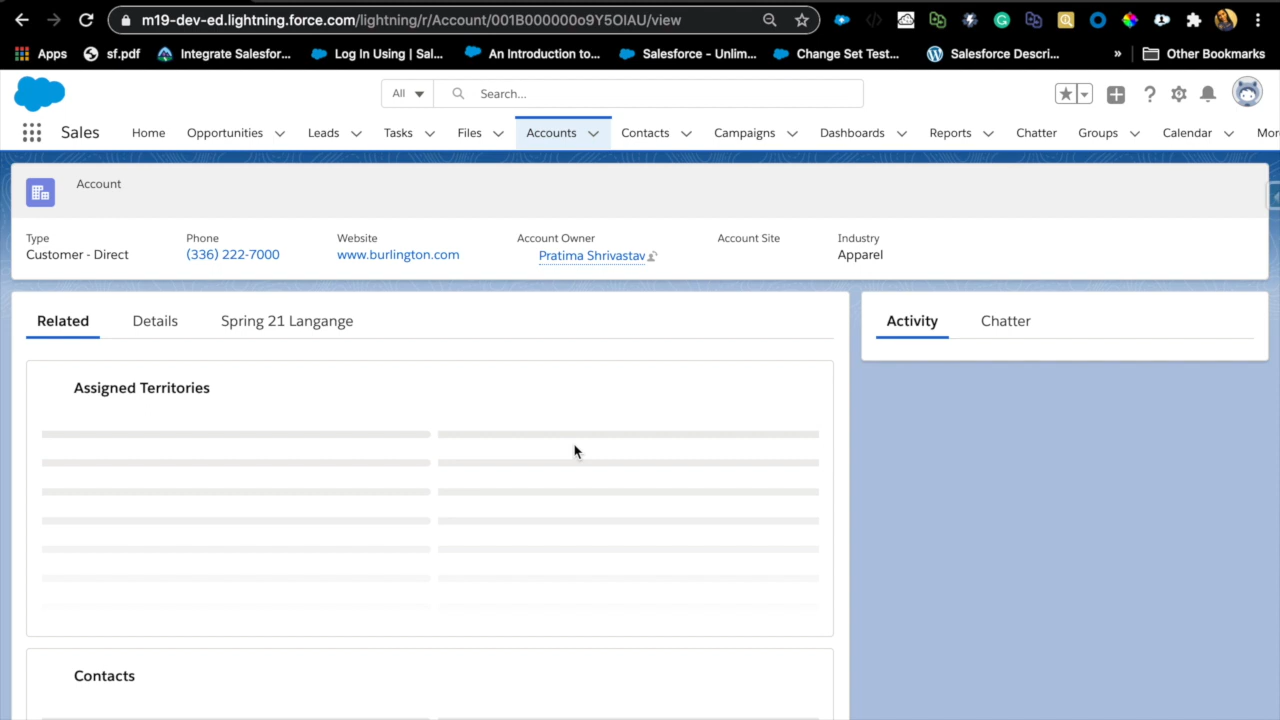 m19-dev-ed.lightning.force.com/lightning/r/Account/001B000000o9Y5OIAU/view
Apps sf.pdf Integrate Salesfor... Log In Using | Sal... An Introduction to... Salesforce – Unlim... Change Set Test... Salesforce Descri... » Other Bookmarks
All Search...
Sales Home Opportunities Leads Tasks Files Accounts Contacts Campaigns Dashboards Reports Chatter Groups Calendar Mor
Account
Type Phone Website Account Owner Account Site Industry
Customer - Direct (336) 222-7000 www.burlington.com Pratima Shrivastav Apparel
Related Details Spring 21 Langange Activity Chatter
Assigned Territories
Contacts